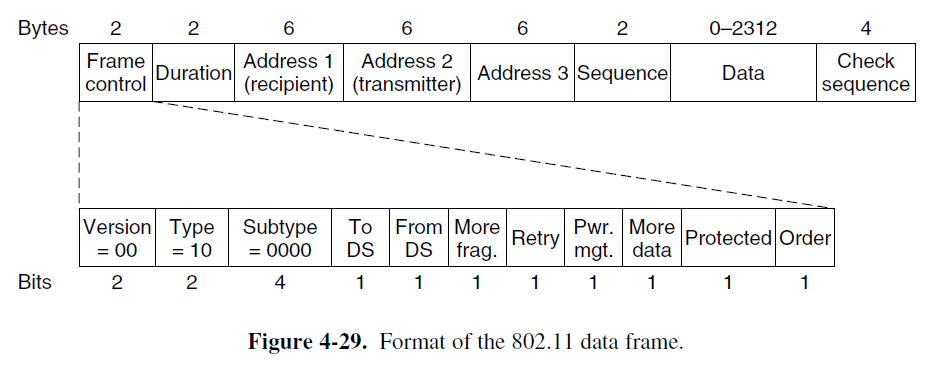 Bytes 2 2 6 6 6 2 0–2312 4
Frame control Duration Address 1 (recipient) Address 2 (transmitter) Address 3 Sequence Data Check sequence
Version = 00 Type = 10 Subtype = 0000 To DS From DS More frag. Retry Pwr. mgt. More data Protected Order
Bits 2 2 4 1 1 1 1 1 1 1 1
Figure 4-29. Format of the 802.11 data frame.